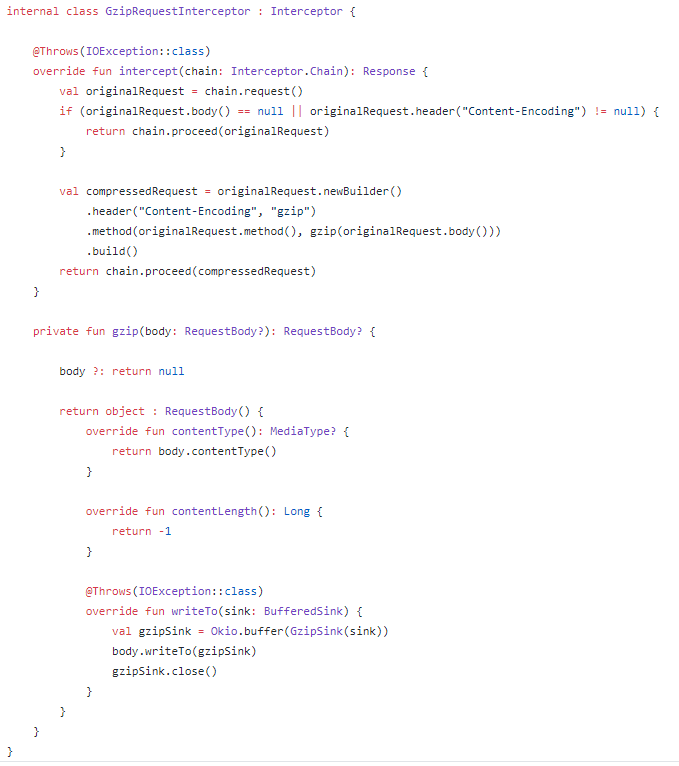 internal class GzipRequestInterceptor : Interceptor {
@Throws(IOException::class)
override fun intercept(chain: Interceptor.Chain): Response {
val originalRequest = chain.request()
if (originalRequest.body() == null || originalRequest.header("Content-Encoding") != null) {
return chain.proceed(originalRequest)
}
val compressedRequest = originalRequest.newBuilder()
.header("Content-Encoding", "gzip")
.method(originalRequest.method(), gzip(originalRequest.body()))
.build()
return chain.proceed(compressedRequest)
}
private fun gzip(body: RequestBody?): RequestBody? {
body ?: return null
return object : RequestBody() {
override fun contentType(): MediaType? {
return body.contentType()
}
override fun contentLength(): Long {
return -1
}
@Throws(IOException::class)
override fun writeTo(sink: BufferedSink) {
val gzipSink = Okio.buffer(GzipSink(sink))
body.writeTo(gzipSink)
gzipSink.close()
}
}
}
}